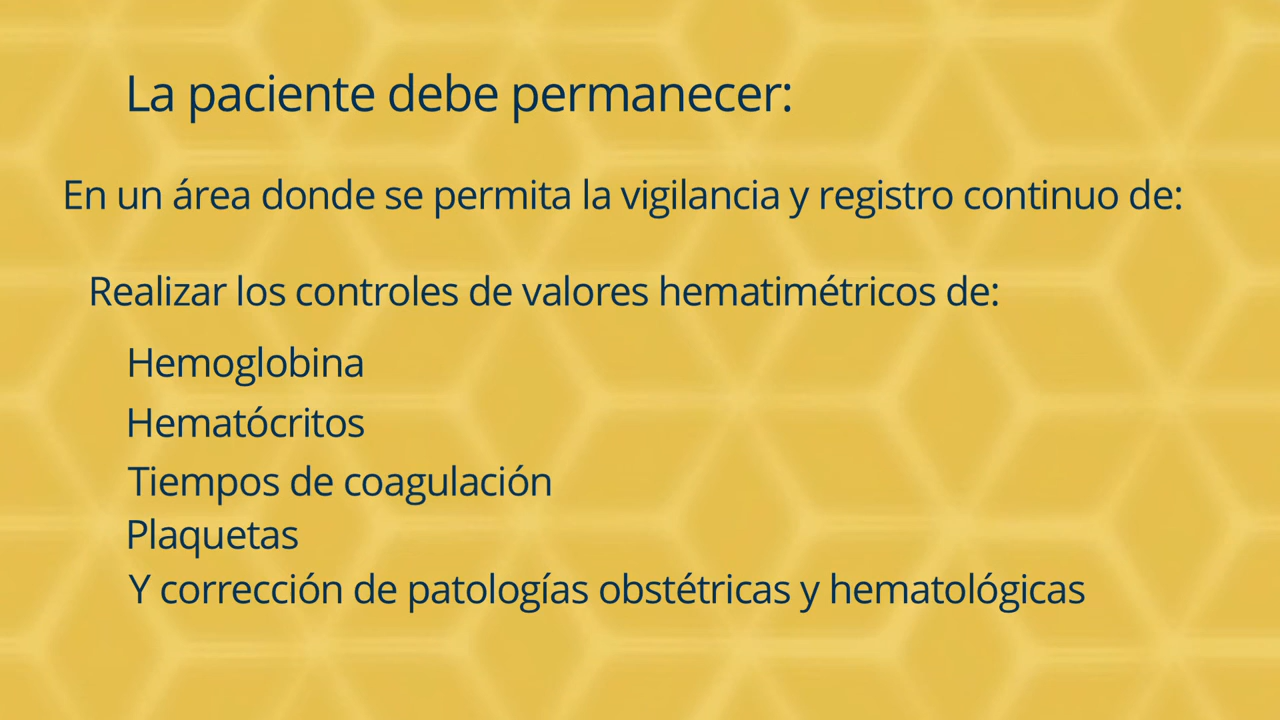 La paciente debe permanecer:
En un área donde se permita la vigilancia y registro continuo de:
Realizar los controles de valores hematimétricos de:
Hemoglobina
Hematócritos
Tiempos de coagulación
Plaquetas
Y corrección de patologías obstétricas y hematológicas